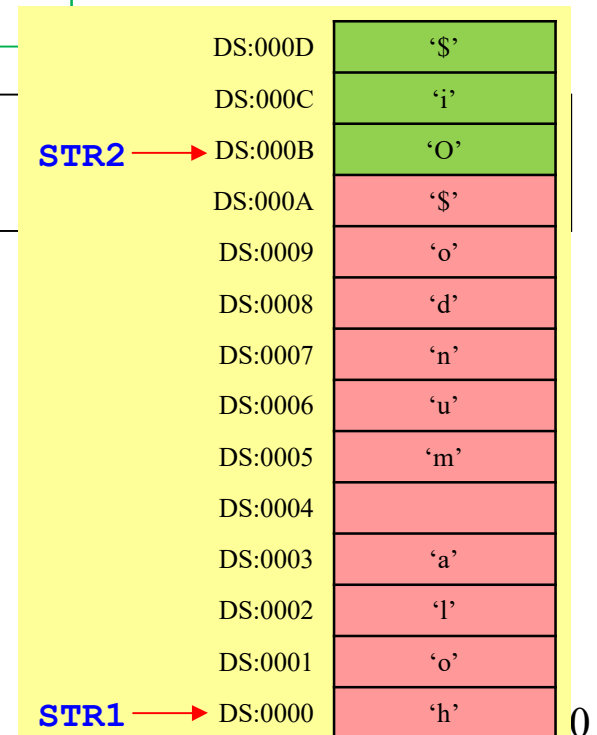 DS:000D ‘$’
DS:000C ‘i’
STR2 DS:000B ‘O’
DS:000A ‘$’
DS:0009 ‘o’
DS:0008 ‘d’
DS:0007 ‘n’
DS:0006 ‘u’
DS:0005 ‘m’
DS:0004
DS:0003 ‘a’
DS:0002 ‘l’
DS:0001 ‘o’
STR1 DS:0000 ‘h’ 0